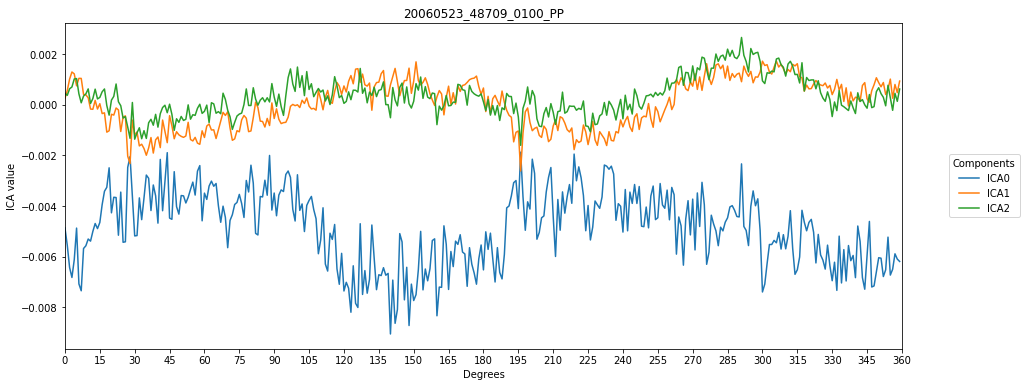 20060523_48709_0100_PP
ICA value
0.002
0.000
−0.002
−0.004
−0.006
−0.008
0 15 30 45 60 75 90 105 120 135 150 165 180 195 210 225 240 255 270 285 300 315 330 345 360
Degrees
Components
ICA0
ICA1
ICA2